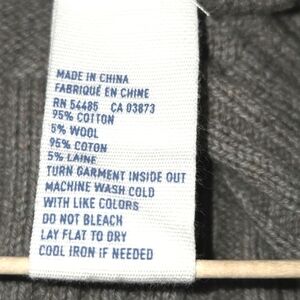 MADE IN CHINA
FABRIQUÉ EN CHINE
RN 54485 CA 03873
95% COTTON
5% WOOL
95% COTON
5% LAINE
TURN GARMENT INSIDE OUT
MACHINE WASH COLD
WITH LIKE COLORS
DO NOT BLEACH
LAY FLAT TO DRY
COOL IRON IF NEEDED